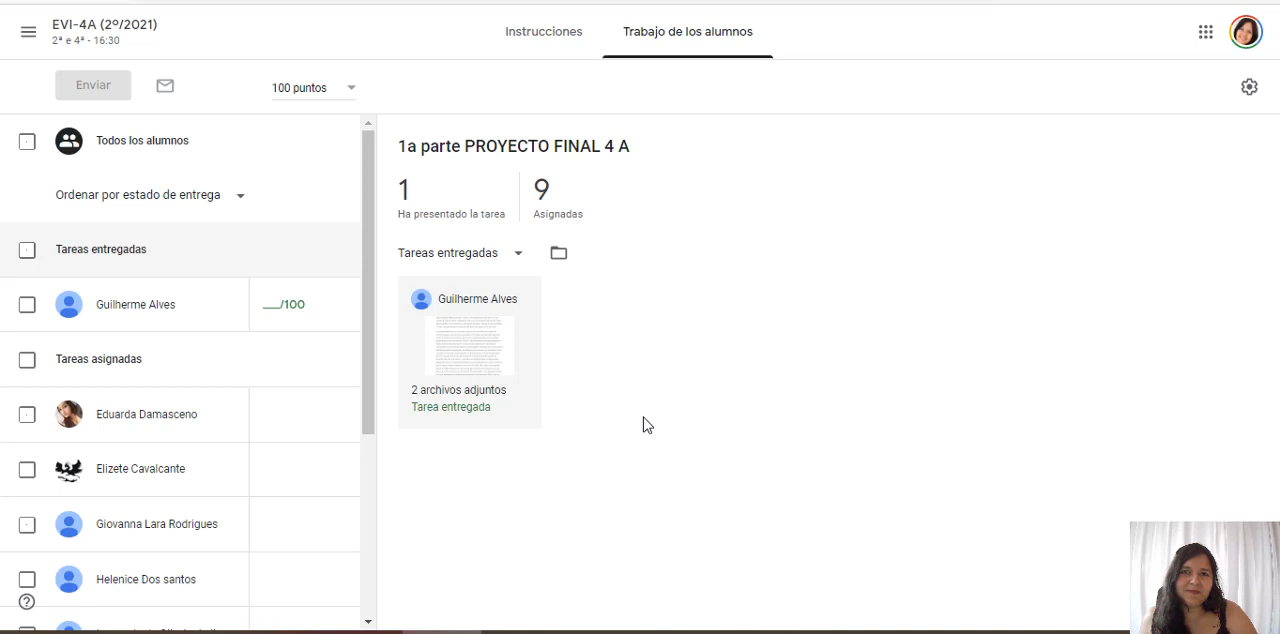 EVI-4A (2º/2021)
2ª e 4ª - 16:30
Instrucciones
Trabajo de los alumnos
Enviar
100 puntos
Todos los alumnos
Ordenar por estado de entrega
Tareas entregadas
Guilherme Alves
__/100
Tareas asignadas
Eduarda Damasceno
Elizete Cavalcante
Giovanna Lara Rodrigues
Helenice Dos santos
1a parte PROYECTO FINAL 4 A
1
Ha presentado la tarea
9
Asignadas
Tareas entregadas
Guilherme Alves
2 archivos adjuntos
Tarea entregada